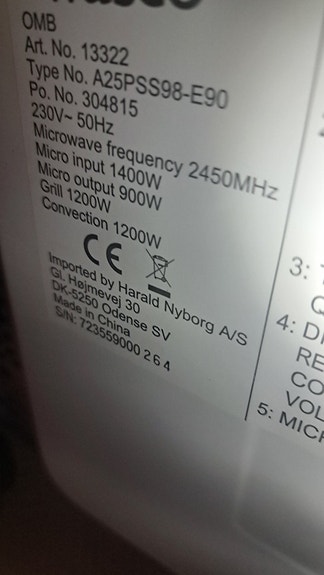 OMB
Art. No. 13322
Type No. A25PSS98-E90
Po. No. 304815
230V~ 50Hz
Microwave frequency 2450MHz
Micro input 1400W
Micro output 900W
Grill 1200W
Convection 1200W
CE
Imported by Harald Nyborg A/S
Gl. Højmevej 30
DK-5250 Odense SV
Made in China
S/N: 723559000 2 6 4
3:
4:
RE
CO
VOL
5: MICR